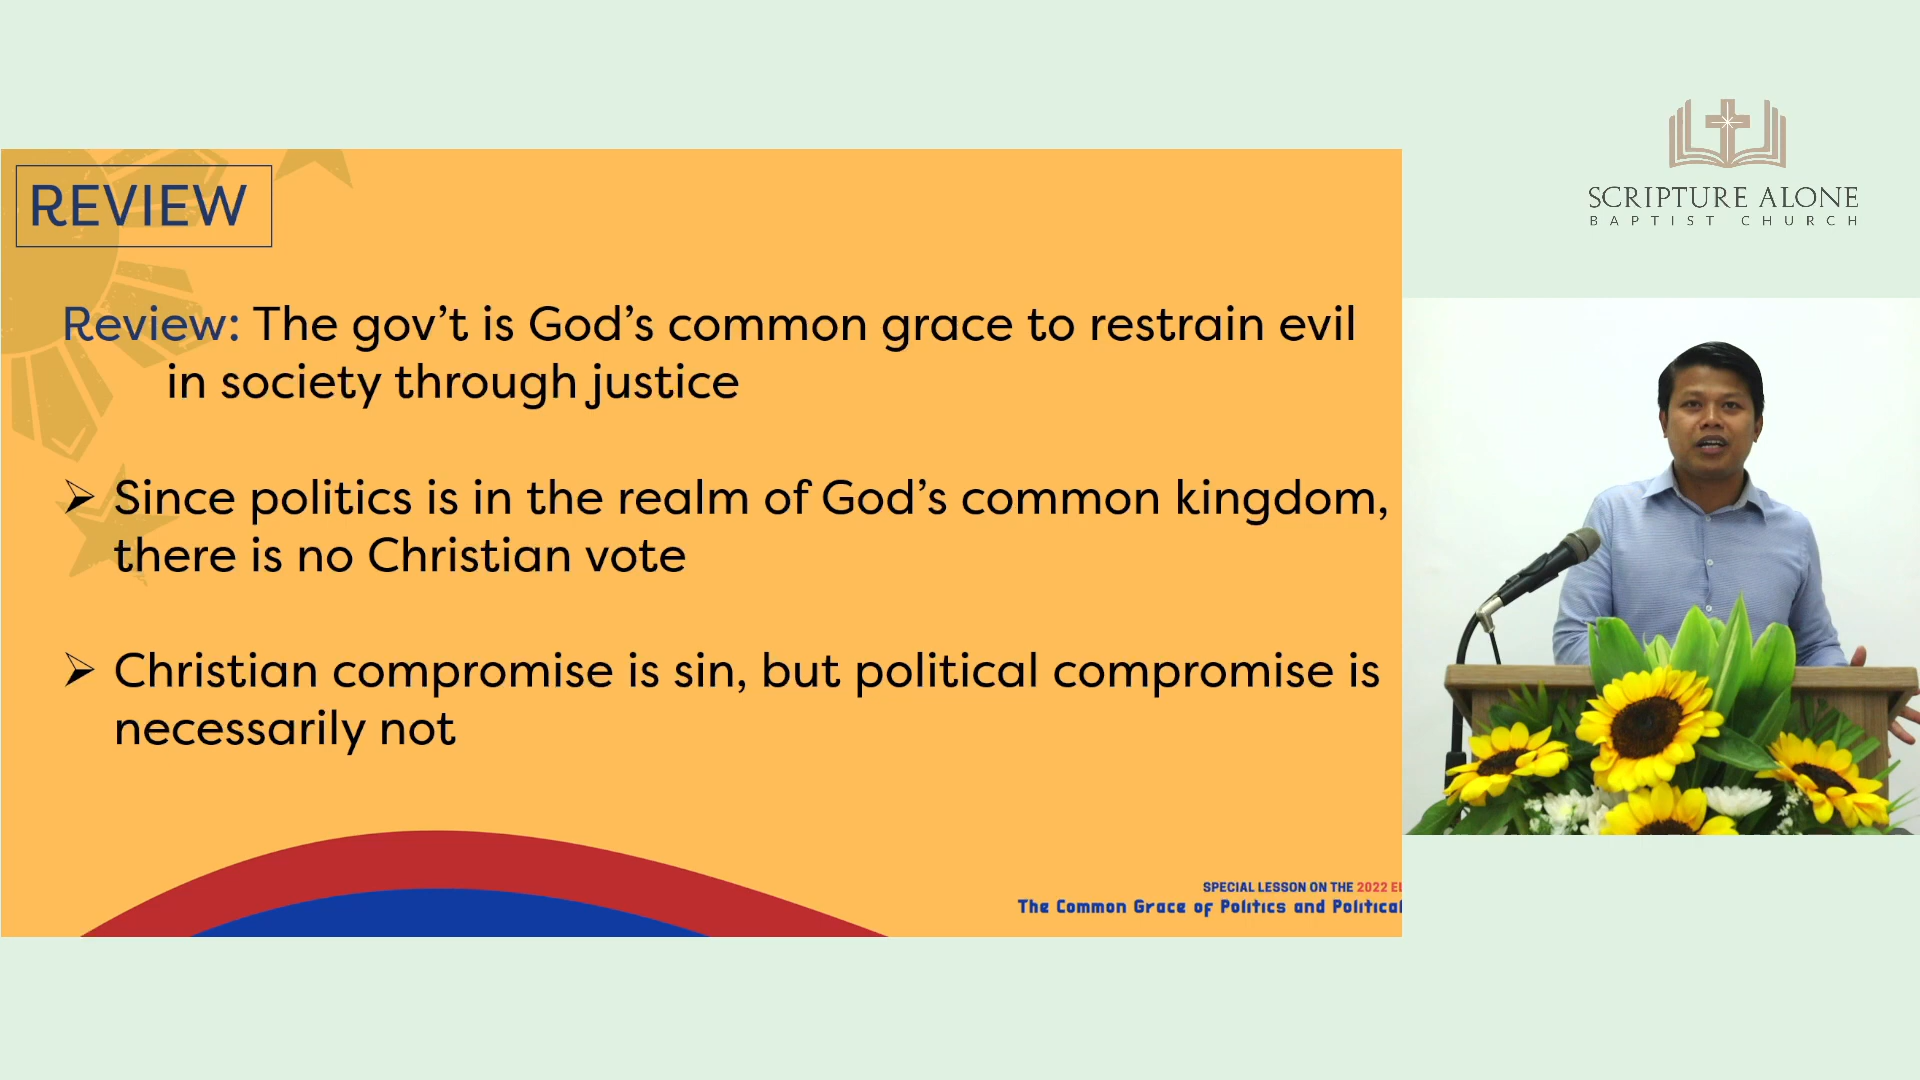 REVIEW
Review: The gov’t is God’s common grace to restrain evil
in society through justice
➢ Since politics is in the realm of God’s common kingdom,
there is no Christian vote
➢ Christian compromise is sin, but political compromise is
necessarily not
SPECIAL LESSON ON THE 2022
The Common Grace of Politics and Political
SCRIPTURE ALONE
BAPTIST CHURCH